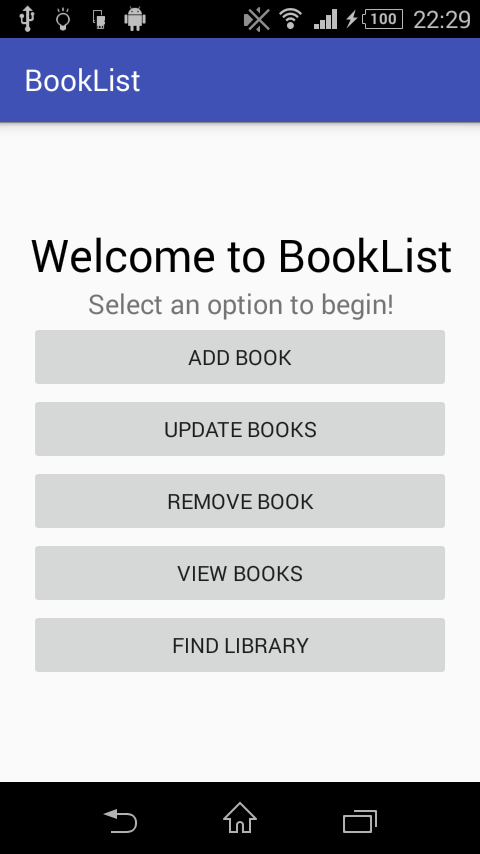 100 22:29
BookList
Welcome to BookList
Select an option to begin!
ADD BOOK
UPDATE BOOKS
REMOVE BOOK
VIEW BOOKS
FIND LIBRARY